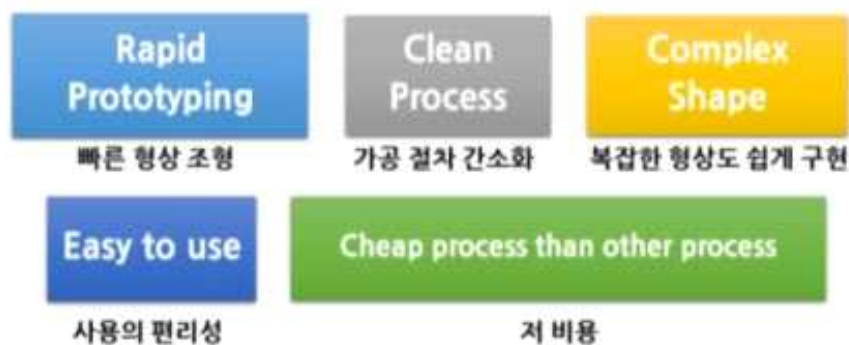 Rapid
Prototyping
Clean
Process
Complex
Shape
빠른 형상 조형
가공 절차 간소화
복잡한 형상도 쉽게 구현
Easy to use
Cheap process than other process
사용의 편리성
저 비용